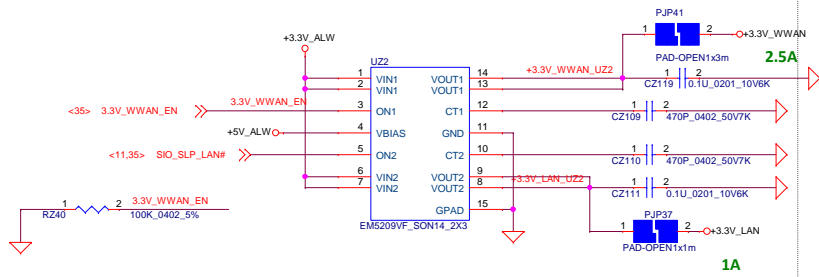 PJP41
+3.3V_ALW
1 2 +3.3V_WWAN
UZ2
PAD-OPEN1x3m 2.5A
1 VIN1 VOUT1 14 +3.3V_WWAN_UZ2
2 VIN1 VOUT1 13
1 2
CZ119 0.1U_0201_10V6K
<35> 3.3V_WWAN_EN 3.3V_WWAN_EN 3 ON1 CT1 12
1 2
CZ109 470P_0402_50V7K
+5V_ALW 4 VBIAS GND 11
<11,35> SIO_SLP_LAN# 5 ON2 CT2 10
1 2
CZ110 470P_0402_50V7K
6 VIN2 VOUT2 9
7 VIN2 VOUT2 8 +3.3V_LAN_UZ2
1 2
CZ111 0.1U_0201_10V6K
GPAD 15
EM5209VF_SON14_2X3
1 2 3.3V_WWAN_EN
RZ40 100K_0402_5%
PJP37
1 2 +3.3V_LAN
PAD-OPEN1x1m
1A